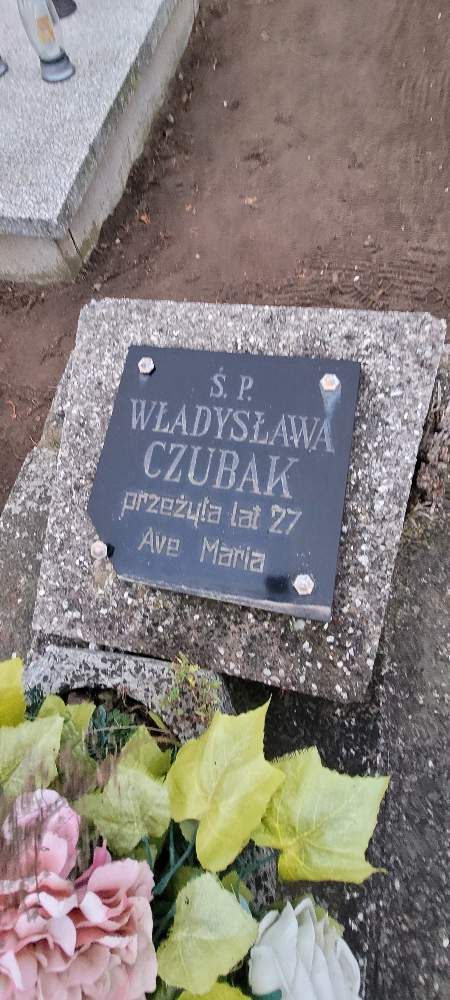 Ś. P.
WŁADYSŁAWA
CZUBAK
przeżyła lat 27
Ave Maria